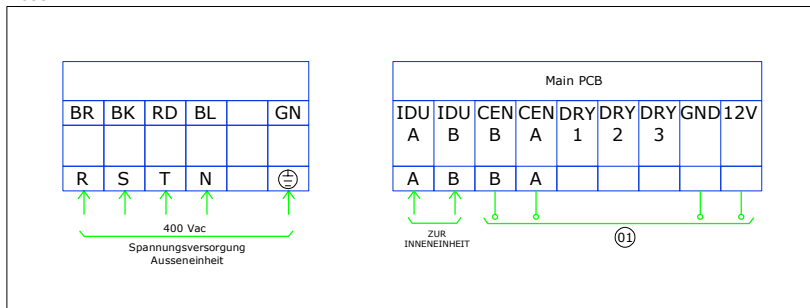 Main PCB
BR BK RD BL GN
IDU A IDU B CEN B CEN A DRY 1 DRY 2 DRY 3 GND 12V
R S T N
A B B A
400 Vac
Spannungsversorgung
Ausseneinheit
ZUR
INNENEINHEIT
01